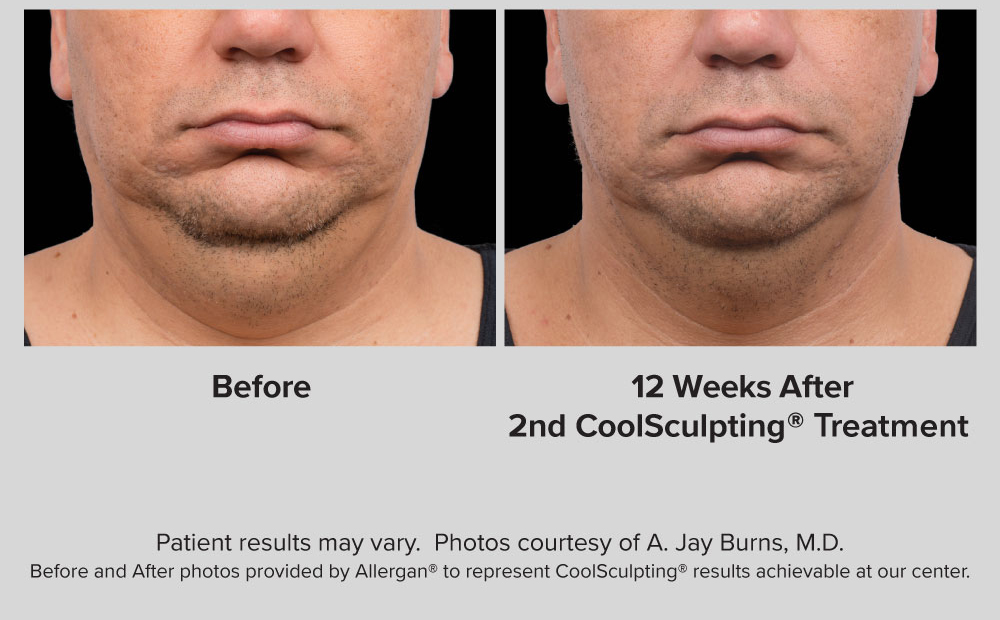 Before
12 Weeks After
2nd CoolSculpting® Treatment
Patient results may vary.  Photos courtesy of A. Jay Burns, M.D.
Before and After photos provided by Allergan® to represent CoolSculpting® results achievable at our center.